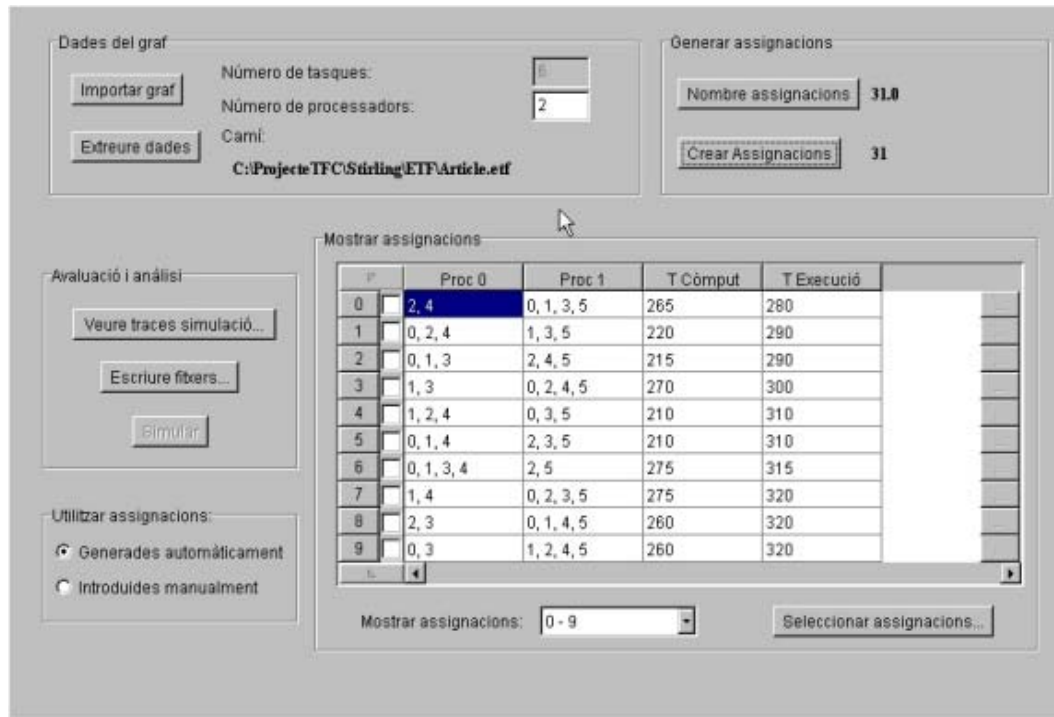 Dades del graf
Importar graf
Número de tasques: 6
Número de processadors: 2
Extreure dades
Camí:
C:\ProjecteTFC\Stirling\ETF\Article.etf
Generar assignacions
Nombre assignacions 31.0
Crear Assignacions 31
Avaluació i análisi
Veure traces simulació...
Escriure fitxers...
Simular
Utilitzar assignacions:
Generades automàticament
Introduides manualment
Mostrar assignacions
Proc 0 Proc 1 T Còmput T Execució
0 2, 4 0, 1, 3, 5 265 280
1 0, 2, 4 1, 3, 5 220 290
2 0, 1, 3 2, 4, 5 215 290
3 1, 3 0, 2, 4, 5 270 300
4 1, 2, 4 0, 3, 5 210 310
5 0, 1, 4 2, 3, 5 210 310
6 0, 1, 3, 4 2, 5 275 315
7 1, 4 0, 2, 3, 5 275 320
8 2, 3 0, 1, 4, 5 260 320
9 0, 3 1, 2, 4, 5 260 320
Mostrar assignacions: 0 - 9
Seleccionar assignacions...